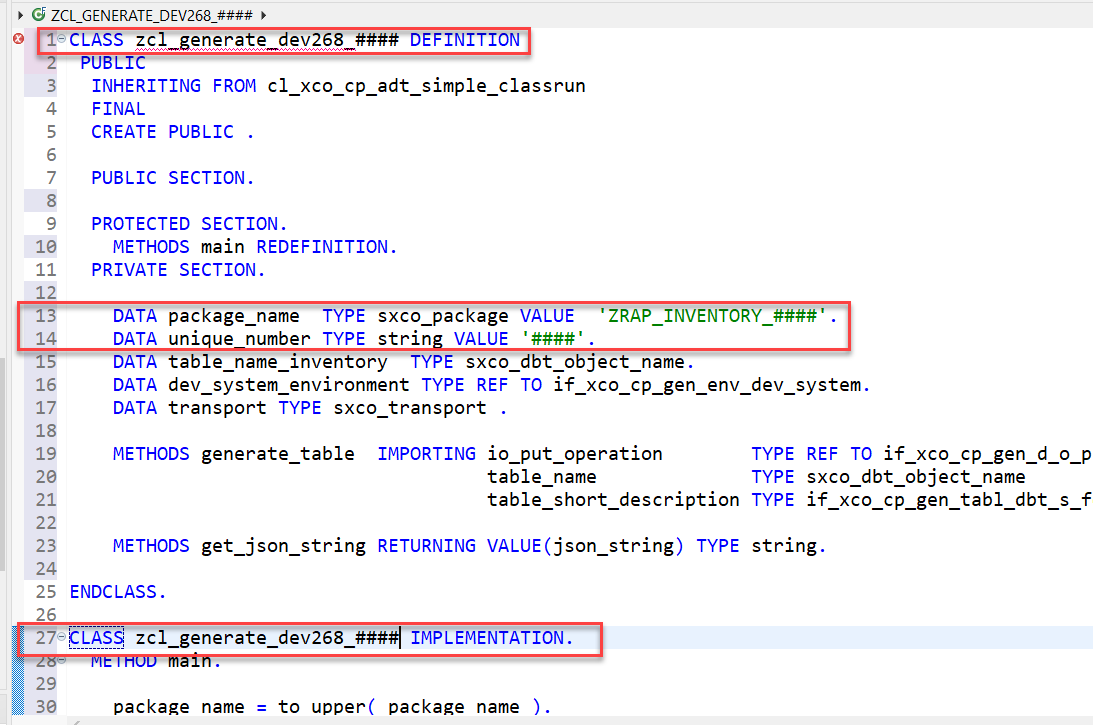 ZCL_GENERATE_DEV268_####
1 CLASS zcl_generate_dev268_#### DEFINITION
2 PUBLIC
3 INHERITING FROM cl_xco_cp_adt_simple_classrun
4 FINAL
5 CREATE PUBLIC .
6
7 PUBLIC SECTION.
8
9 PROTECTED SECTION.
10 METHODS main REDEFINITION.
11 PRIVATE SECTION.
12
13 DATA package_name  TYPE sxco_package VALUE  'ZRAP_INVENTORY_####'.
14 DATA unique_number TYPE string VALUE '####'.
15 DATA table_name_inventory  TYPE sxco_dbt_object_name.
16 DATA dev_system_environment TYPE REF TO if_xco_cp_gen_env_dev_system.
17 DATA transport TYPE sxco_transport .
18
19 METHODS generate_table  IMPORTING io_put_operation        TYPE REF TO if_xco_cp_gen_d_o_p
20 table_name              TYPE sxco_dbt_object_name
21 table_short_description TYPE if_xco_cp_gen_tabl_dbt_s_f
22
23 METHODS get_json_string RETURNING VALUE(json_string) TYPE string.
24
25 ENDCLASS.
26
27 CLASS zcl_generate_dev268_#### IMPLEMENTATION.
28 METHOD main.
29
30 package_name = to_upper( package_name ).